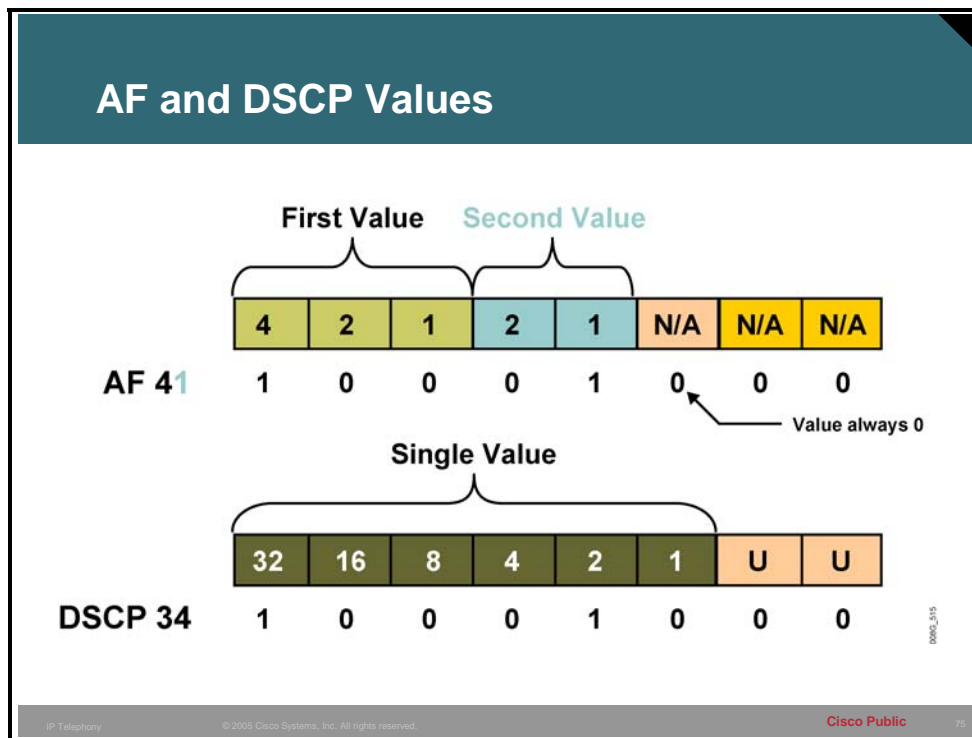 AF and DSCP Values
First Value Second Value
4 2 1 2 1 N/A N/A N/A
AF 41 1 0 0 0 1 0 0 0
Value always 0
Single Value
32 16 8 4 2 1 U U
DSCP 34 1 0 0 0 1 0 0 0
008G_515
IP Telephony © 2005 Cisco Systems, Inc. All rights reserved. Cisco Public 75